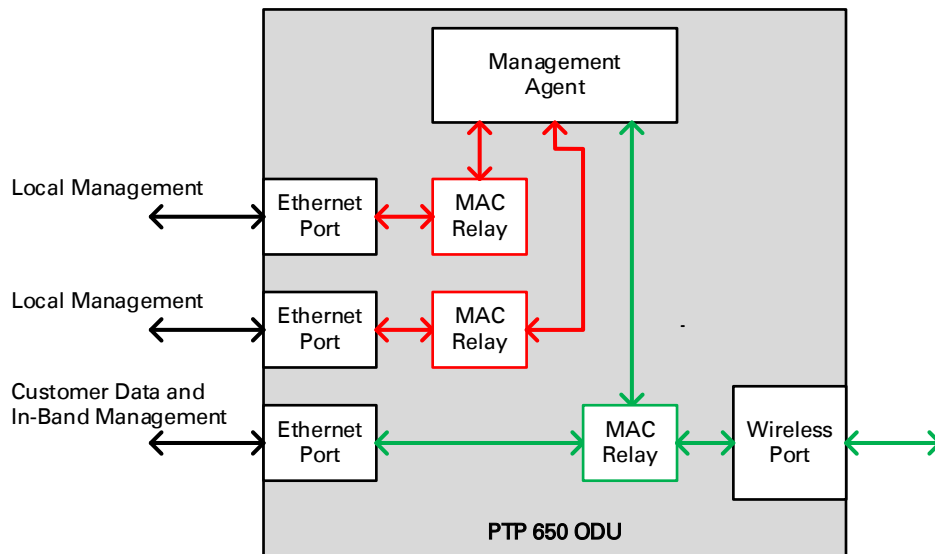 Management
Agent
Local Management
Ethernet
Port
MAC
Relay
Local Management
Ethernet
Port
MAC
Relay
Customer Data and
In-Band Management
Ethernet
Port
MAC
Relay
Wireless
Port
-
PTP 650 ODU